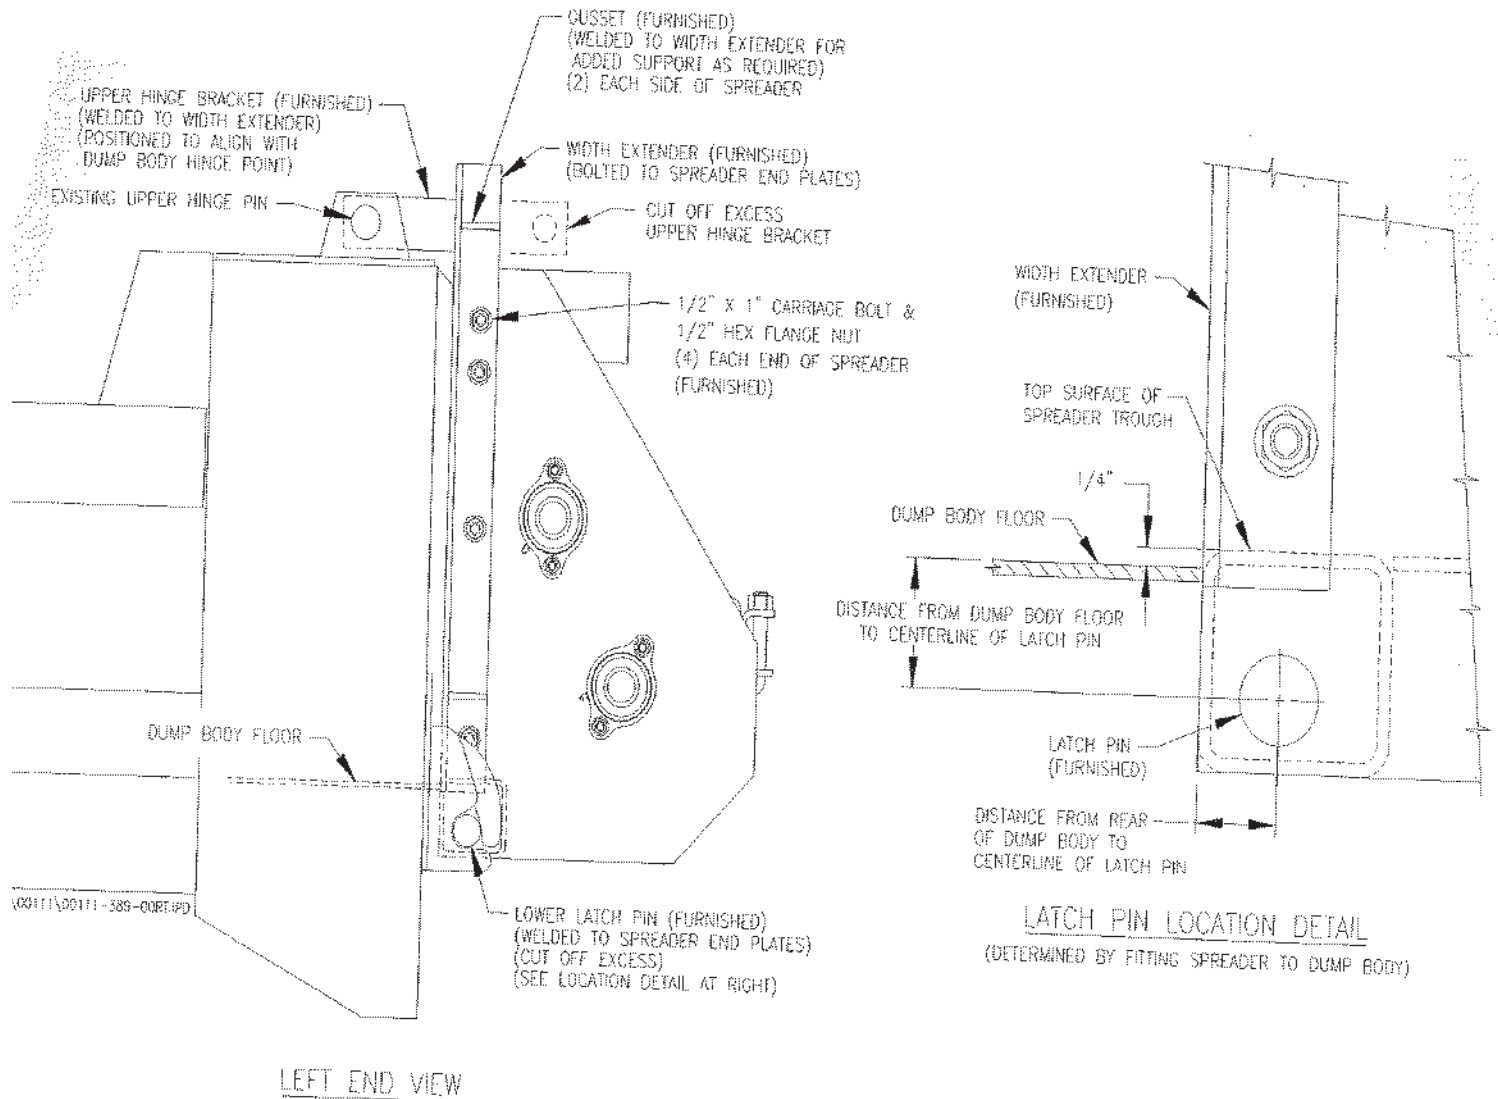 GUSSET (FURNISHED)
(WELDED TO WIDTH EXTENDER FOR
ADDED SUPPORT AS REQUIRED)
(2) EACH SIDE OF SPREADER
UPPER HINGE BRACKET (FURNISHED)
(WELDED TO WIDTH EXTENDER)
(POSITIONED TO ALIGN WITH
DUMP BODY HINGE POINT)
EXISTING UPPER HINGE PIN
WIDTH EXTENDER (FURNISHED)
(BOLTED TO SPREADER END PLATES)
CUT OFF EXCESS
UPPER HINGE BRACKET
1/2" X 1" CARRIAGE BOLT &
1/2" HEX FLANGE NUT
(4) EACH END OF SPREADER
(FURNISHED)
DUMP BODY FLOOR
LOWER LATCH PIN (FURNISHED)
(WELDED TO SPREADER END PLATES)
(CUT OFF EXCESS)
(SEE LOCATION DETAIL AT RIGHT)
LEFT END VIEW
WIDTH EXTENDER
(FURNISHED)
TOP SURFACE OF
SPREADER TROUGH
1/4"
DUMP BODY FLOOR
DISTANCE FROM DUMP BODY FLOOR
TO CENTERLINE OF LATCH PIN
LATCH PIN
(FURNISHED)
DISTANCE FROM REAR
OF DUMP BODY TO
CENTERLINE OF LATCH PIN
LATCH PIN LOCATION DETAIL
(DETERMINED BY FITTING SPREADER TO DUMP BODY)